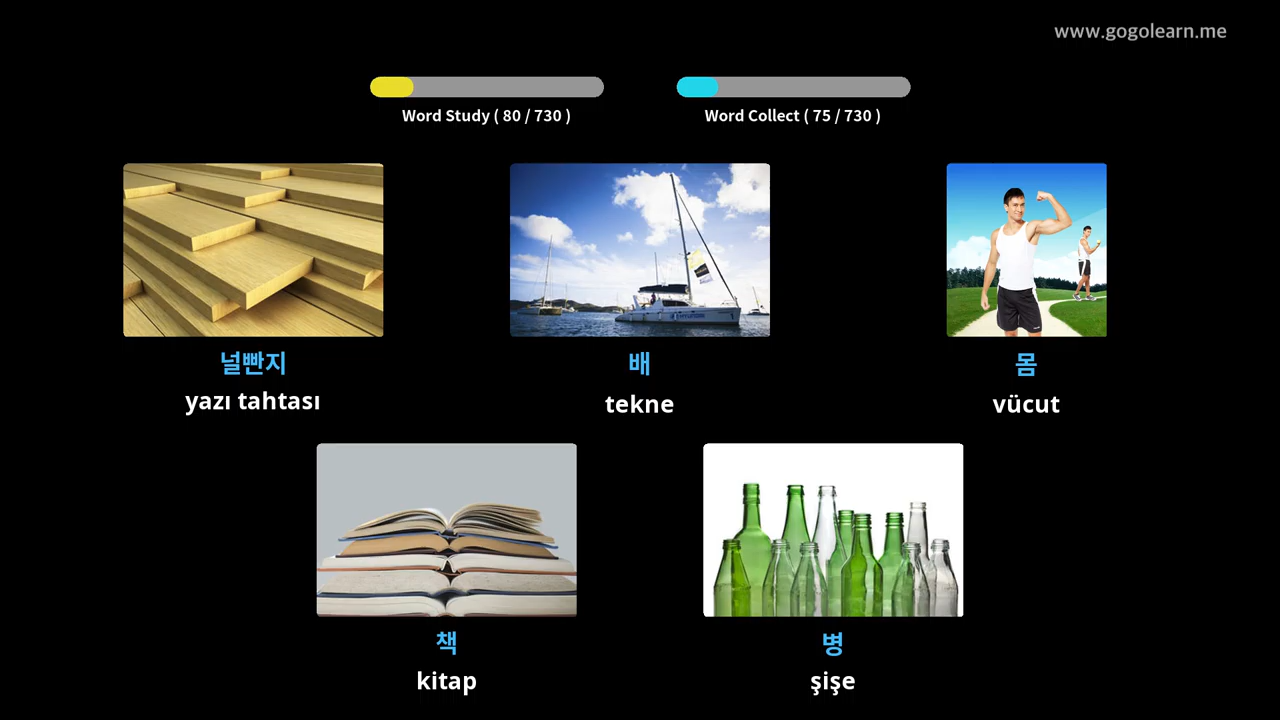 www.gogolearn.me
Word Study ( 80 / 730 )
Word Collect ( 75 / 730 )
널빤지
yazı tahtası
배
tekne
몸
vücut
책
kitap
병
şişe